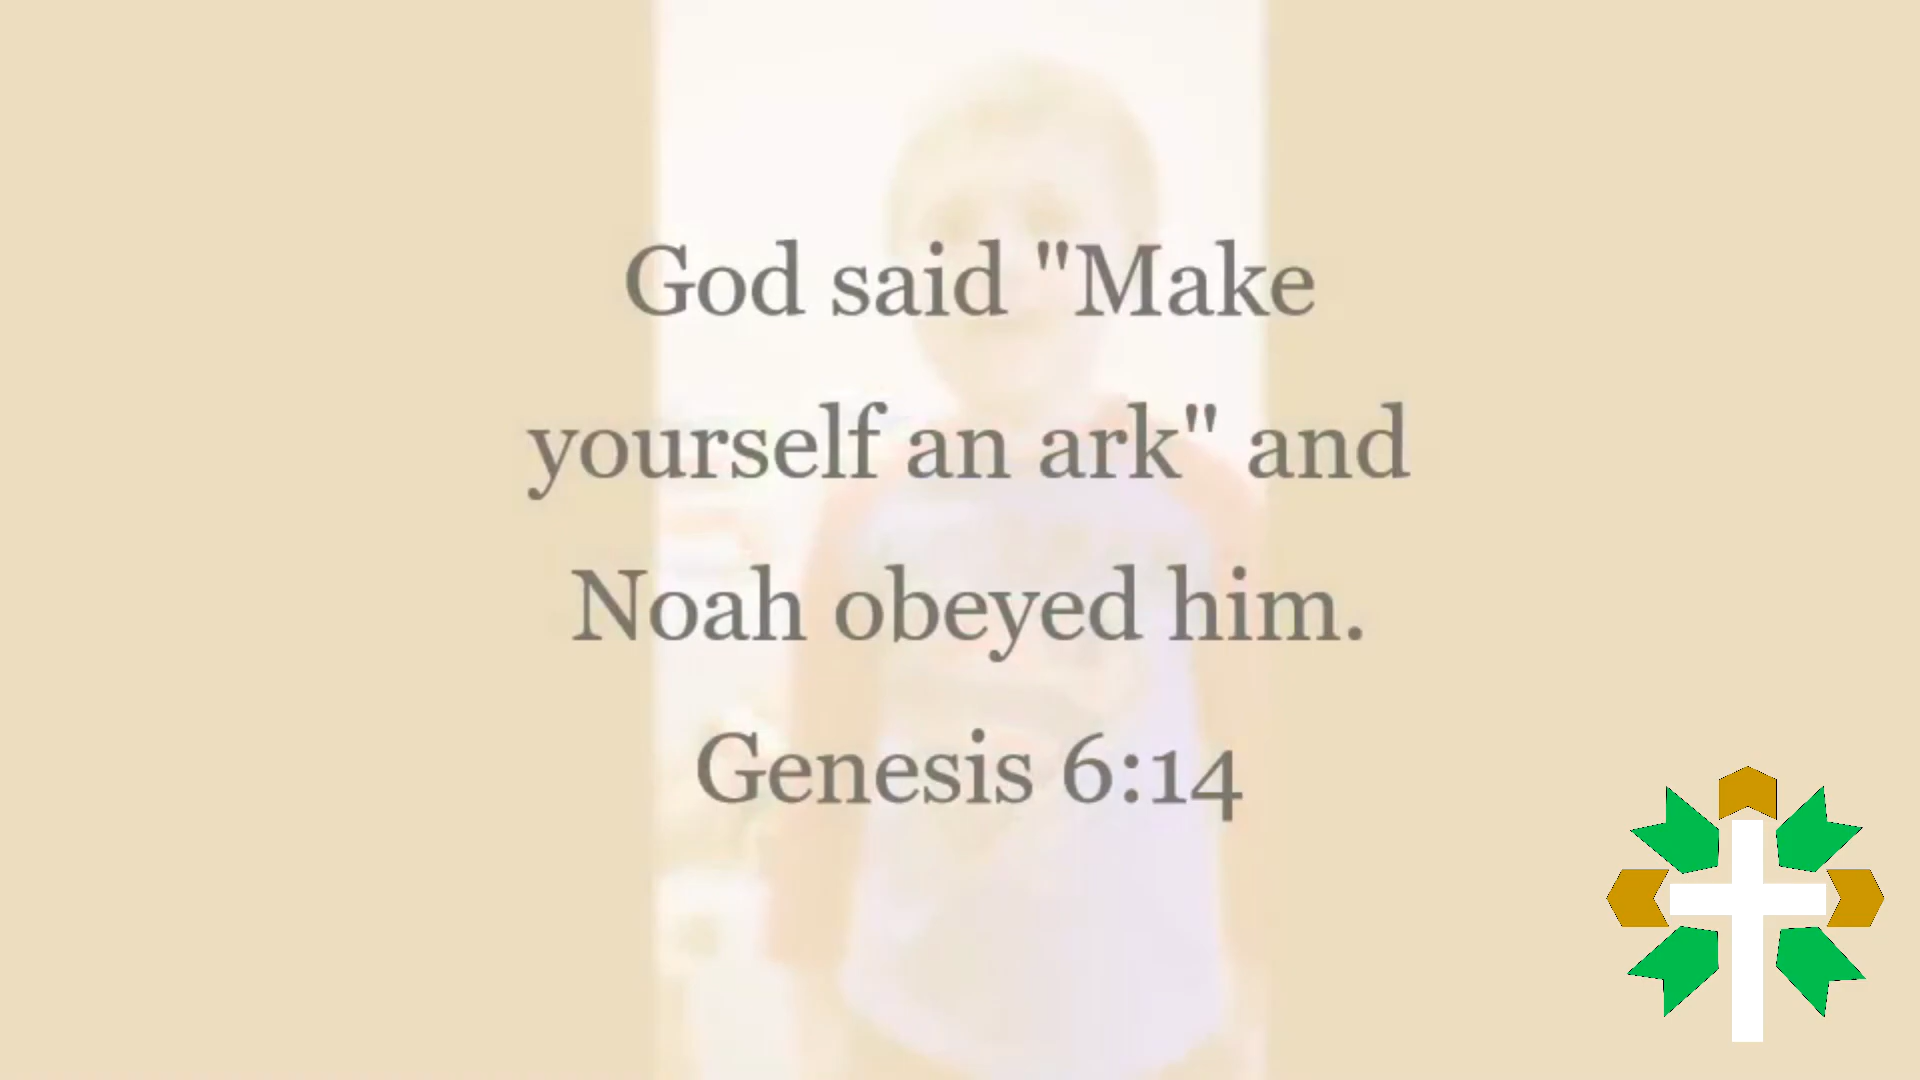 God said "Make
yourself an ark" and
Noah obeyed him.
Genesis 6:14